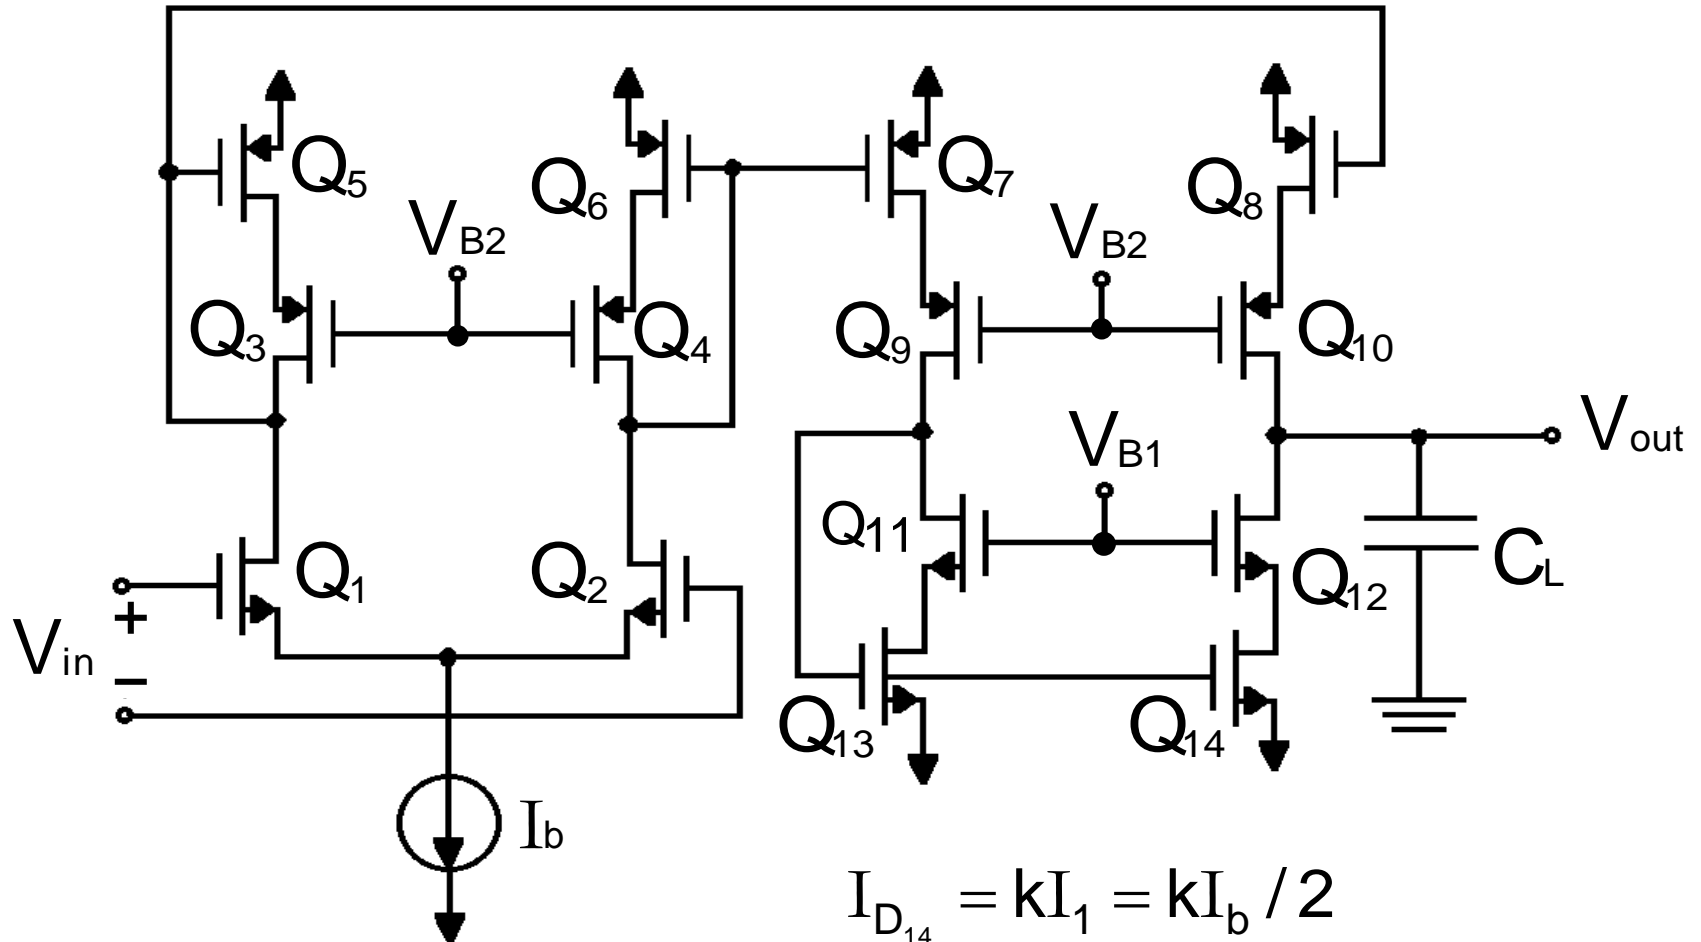 Q5
Q6
Q7
Q8
VB2
VB2
Q3
Q4
Q9
Q10
VB1
Vout
Q11
Q12
CL
Q1
Q2
+
Vin
−
Q13
Q14
Ib
ID14 = kI1 = kIb / 2